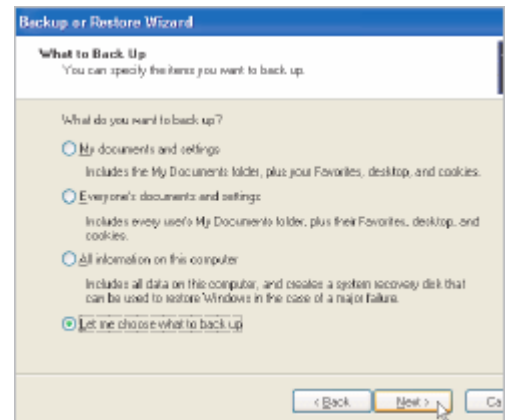 Backup or Restore Wizard
What to Back Up
You can specify the items you want to back up.
What do you want to back up?
My documents and settings
Includes the My Documents folder, plus your Favorites, desktop, and cookies.
Everyone's documents and settings
Includes every user's My Documents folder, plus their Favorites, desktop, and
cookies.
All information on this computer
Includes all data on this computer, and creates a system recovery disk that
can be used to restore Windows in the case of a major failure.
Let me choose what to back up
< Back Next > Ca